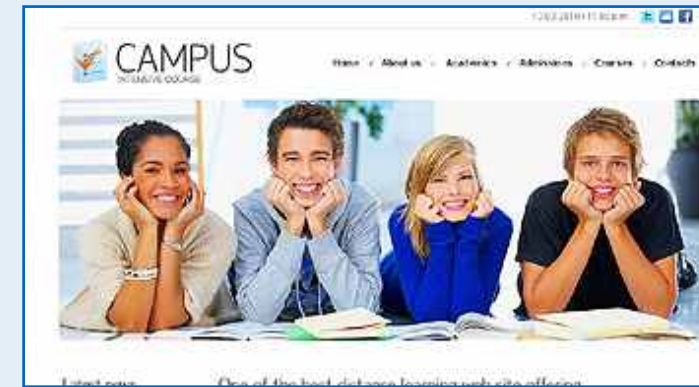 CAMPUS
INTENSIVE COURSE
Home / About us / Academics / Admissions / Courses / Contacts
Latest news
One of the best distance learning web site offering